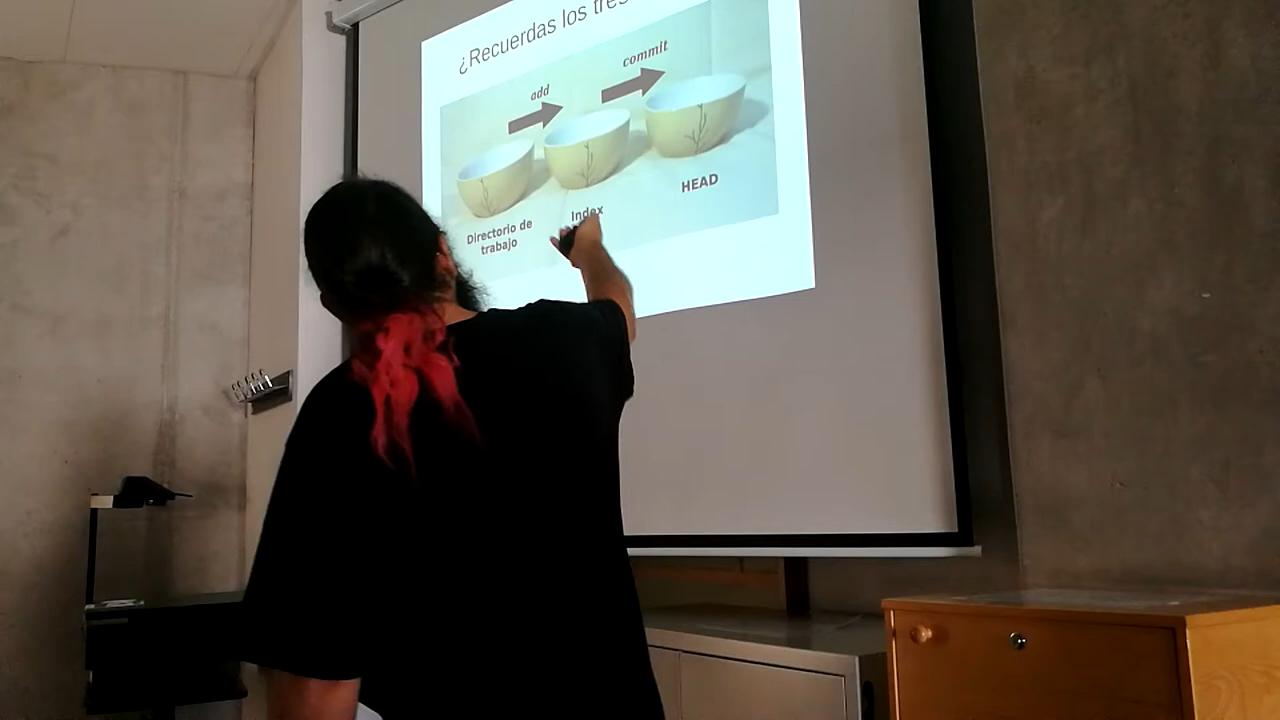 ¿Recuerdas los tres
add
commit
Directorio de
trabajo
Index
HEAD